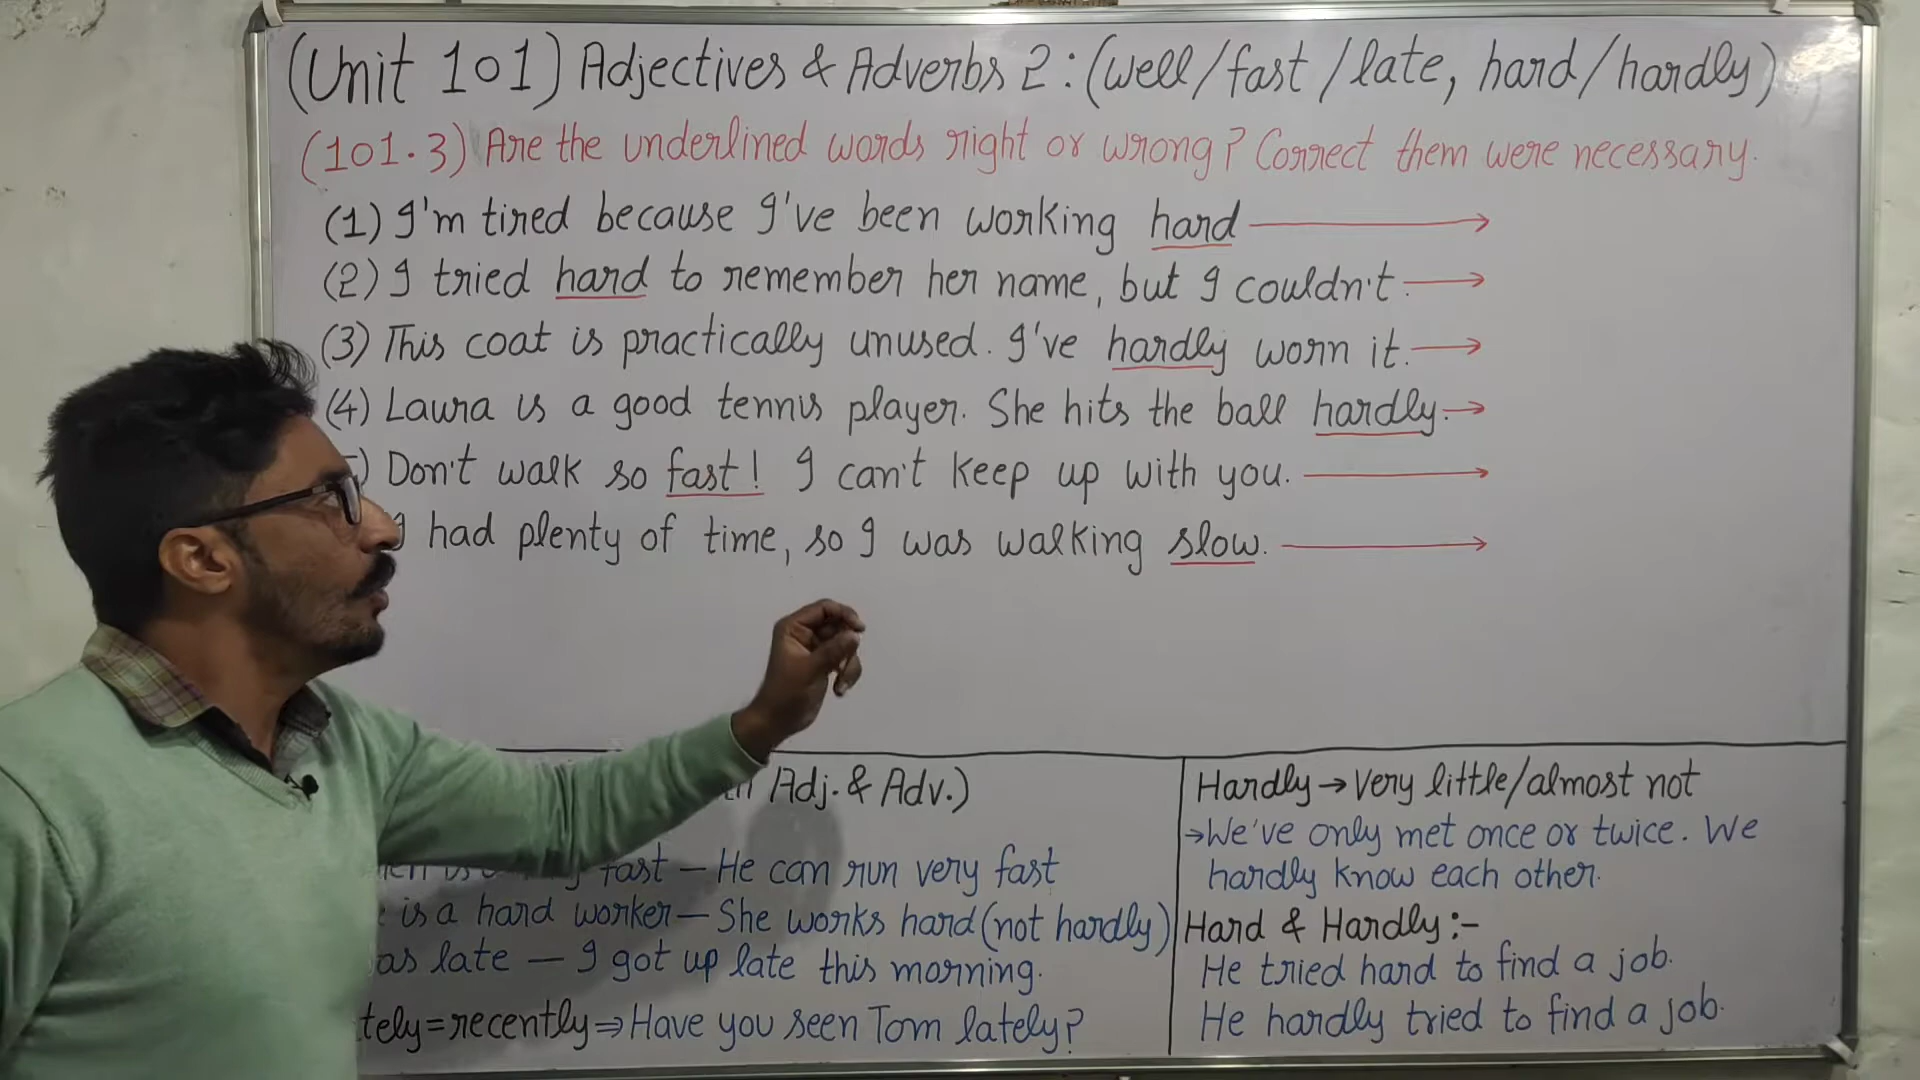 (Unit 101) Adjectives & Adverbs 2 : (well/fast/late, hard/hardly)
(101.3) Are the underlined words right or wrong? Correct them were necessary.
(1) I'm tired because I've been working hard
(2) I tried hard to remember her name, but I couldn't.
(3) This coat is practically unused. I've hardly worn it.
(4) Laura is a good tennis player. She hits the ball hardly.
) Don't walk so fast! I can't keep up with you.
I had plenty of time, so I was walking slow.
Adj. & Adv.)
fast – He can run very fast
is a hard worker – She works hard (not hardly)
as late – I got up late this morning.
tely = recently ⇒ Have you seen Tom lately?
Hardly → Very little/almost not
→ We've only met once or twice. We
hardly know each other.
Hard & Hardly :-
He tried hard to find a job.
He hardly tried to find a job.